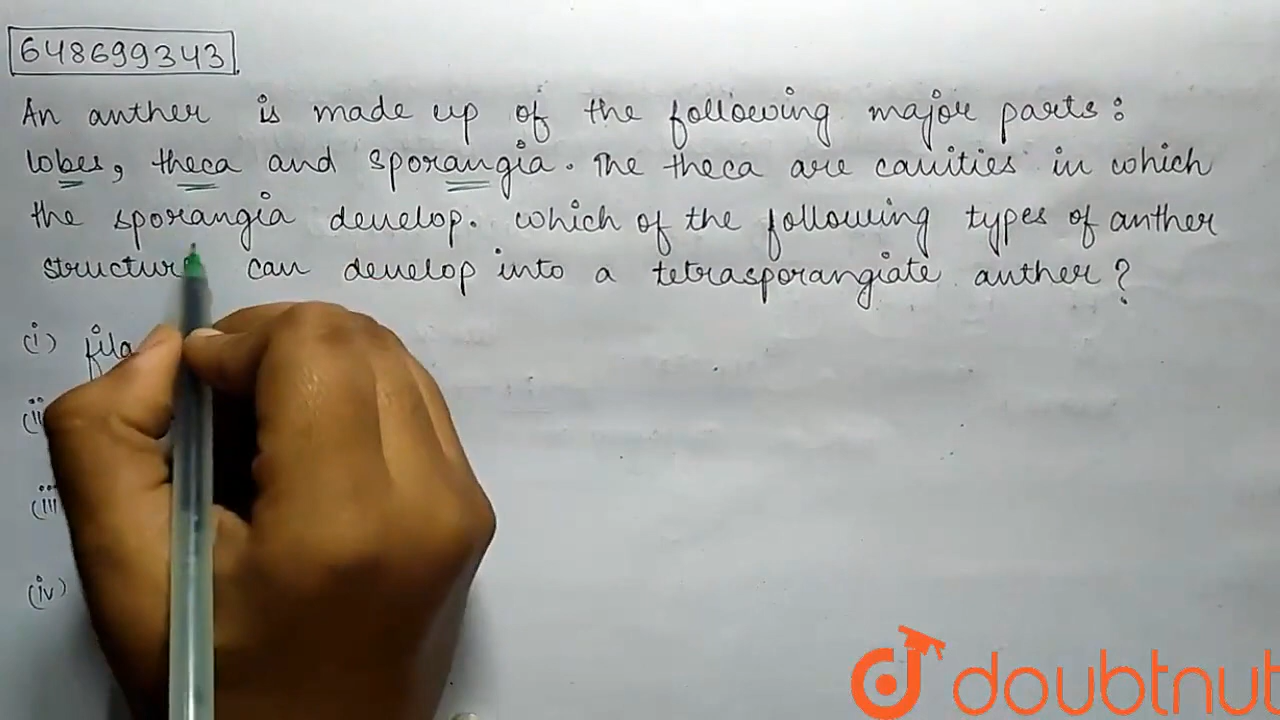 648699343
An anther is made up of the following major parts:
lobes, theca and sporangia. The theca are cavities in which
the sporangia develop. Which of the following types of anther
structure can develop into a tetrasporangiate anther?
(i)
(ii
(iii
(iv)
doubtnut